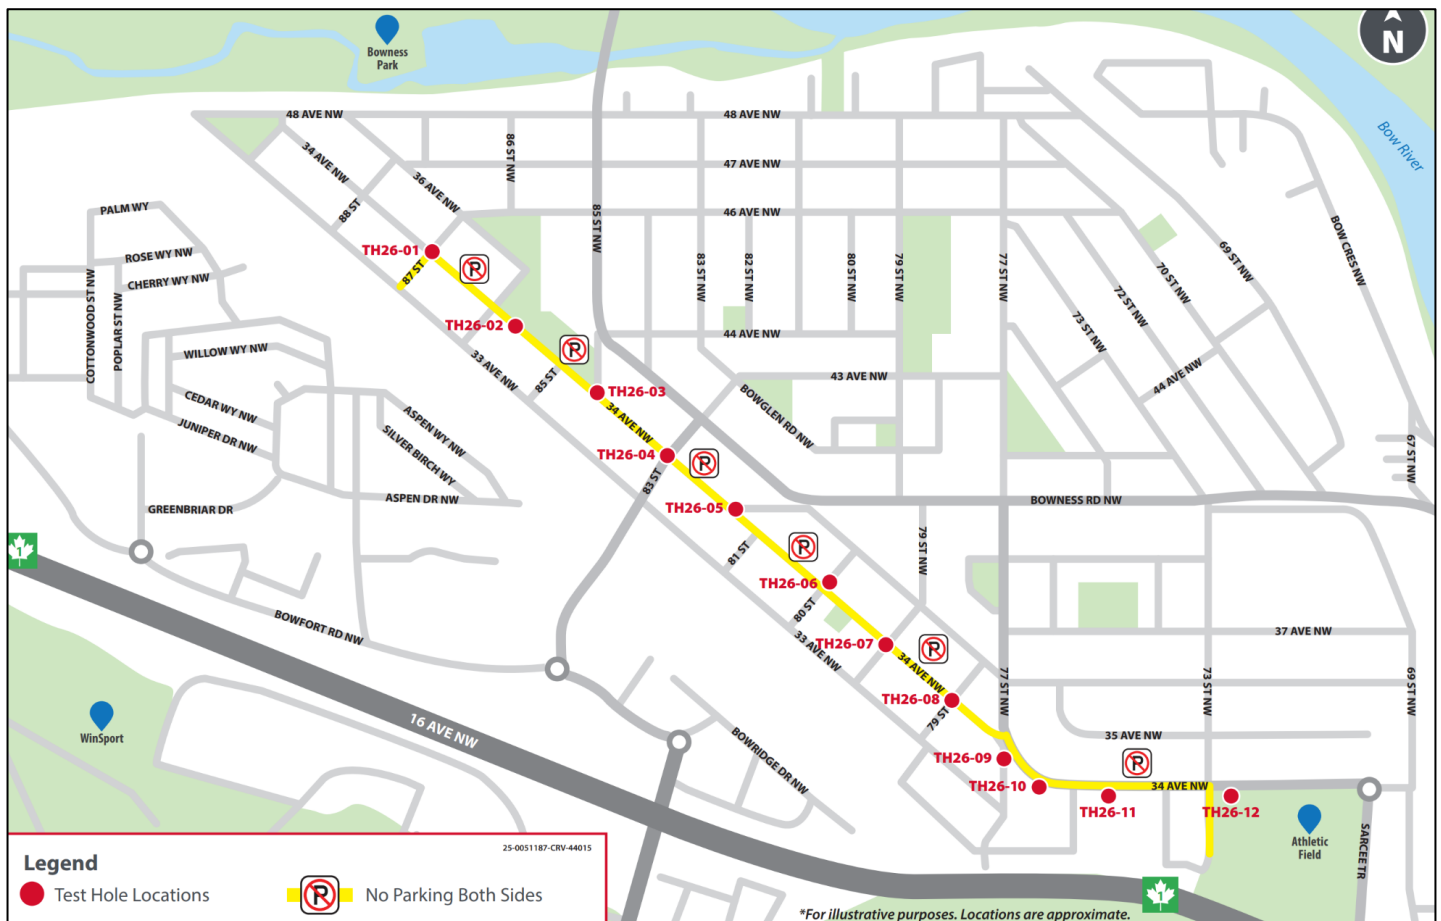 N
Bowness
Park
Bow River
48 AVE NW
48 AVE NW
34 AVE NW
86 ST NW
47 AVE NW
36 AVE NW
88 ST
85 ST NW
46 AVE NW
PALM WY
ROSE WY NW
CHERRY WY NW
COTTONWOOD ST NW
POPLAR ST NW
WILLOW WY NW
CEDAR WY NW
JUNIPER DR NW
ASPEN WY NW
SILVER BIRCH WY
ASPEN DR NW
GREENBRIAR DR
TH26-01
P
87 ST
83 ST NW
82 ST NW
80 ST NW
79 ST NW
77 ST NW
69 ST NW
70 ST NW
72 ST NW
73 ST NW
BOW CRES NW
TH26-02
P
33 AVE NW
85 ST
44 AVE NW
44 AVE NW
43 AVE NW
BOWGLEN RD NW
TH26-03
34 AVE NW
TH26-04
P
83 ST
67 ST NW
BOWNESS RD NW
TH26-05
81 ST
P
79 ST NW
TH26-06
80 ST
33 AVE NW
TH26-07
P
34 AVE NW
TH26-08
79 ST
77 ST NW
37 AVE NW
73 ST NW
69 ST NW
35 AVE NW
TH26-09
TH26-10
P
34 AVE NW
TH26-11
TH26-12
Athletic
Field
SARCEE TR
1
BOWFORT RD NW
16 AVE NW
BOWRIDGE DR NW
WinSport
1
25-0051187-CRV-44015
Legend
Test Hole Locations
P
No Parking Both Sides
*For illustrative purposes. Locations are approximate.